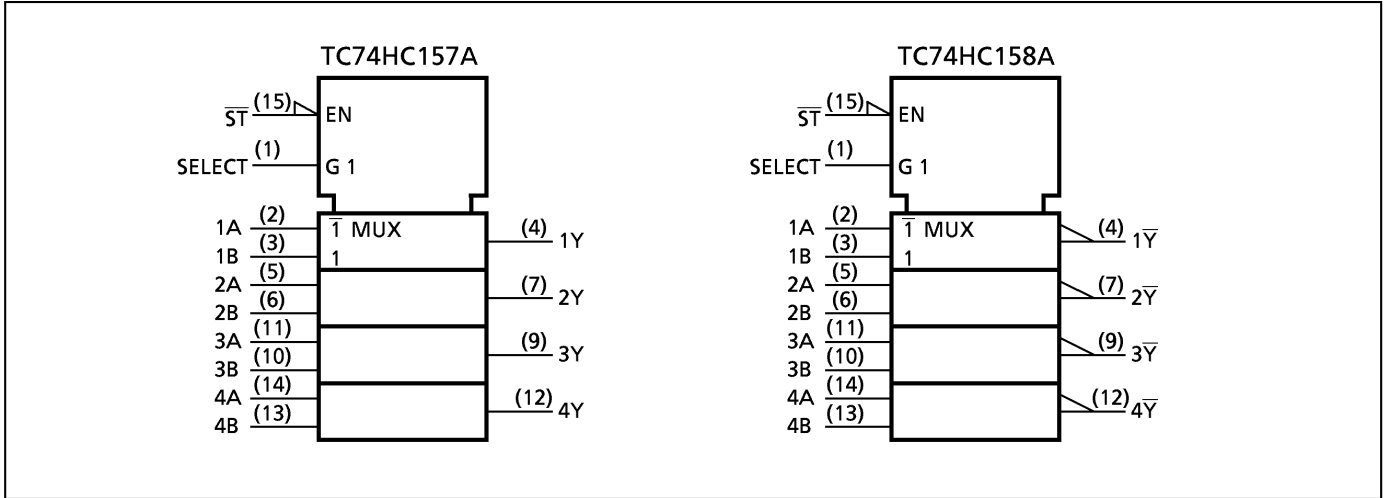 TC74HC157A
S̅T̅ (15) EN
SELECT (1) G 1
1A (2) 1̅ MUX (4) 1Y
1B (3) 1
2A (5) (7) 2Y
2B (6)
3A (11) (9) 3Y
3B (10)
4A (14) (12) 4Y
4B (13)
TC74HC158A
S̅T̅ (15) EN
SELECT (1) G 1
1A (2) 1̅ MUX (4) 1Y̅
1B (3) 1
2A (5) (7) 2Y̅
2B (6)
3A (11) (9) 3Y̅
3B (10)
4A (14) (12) 4Y̅
4B (13)